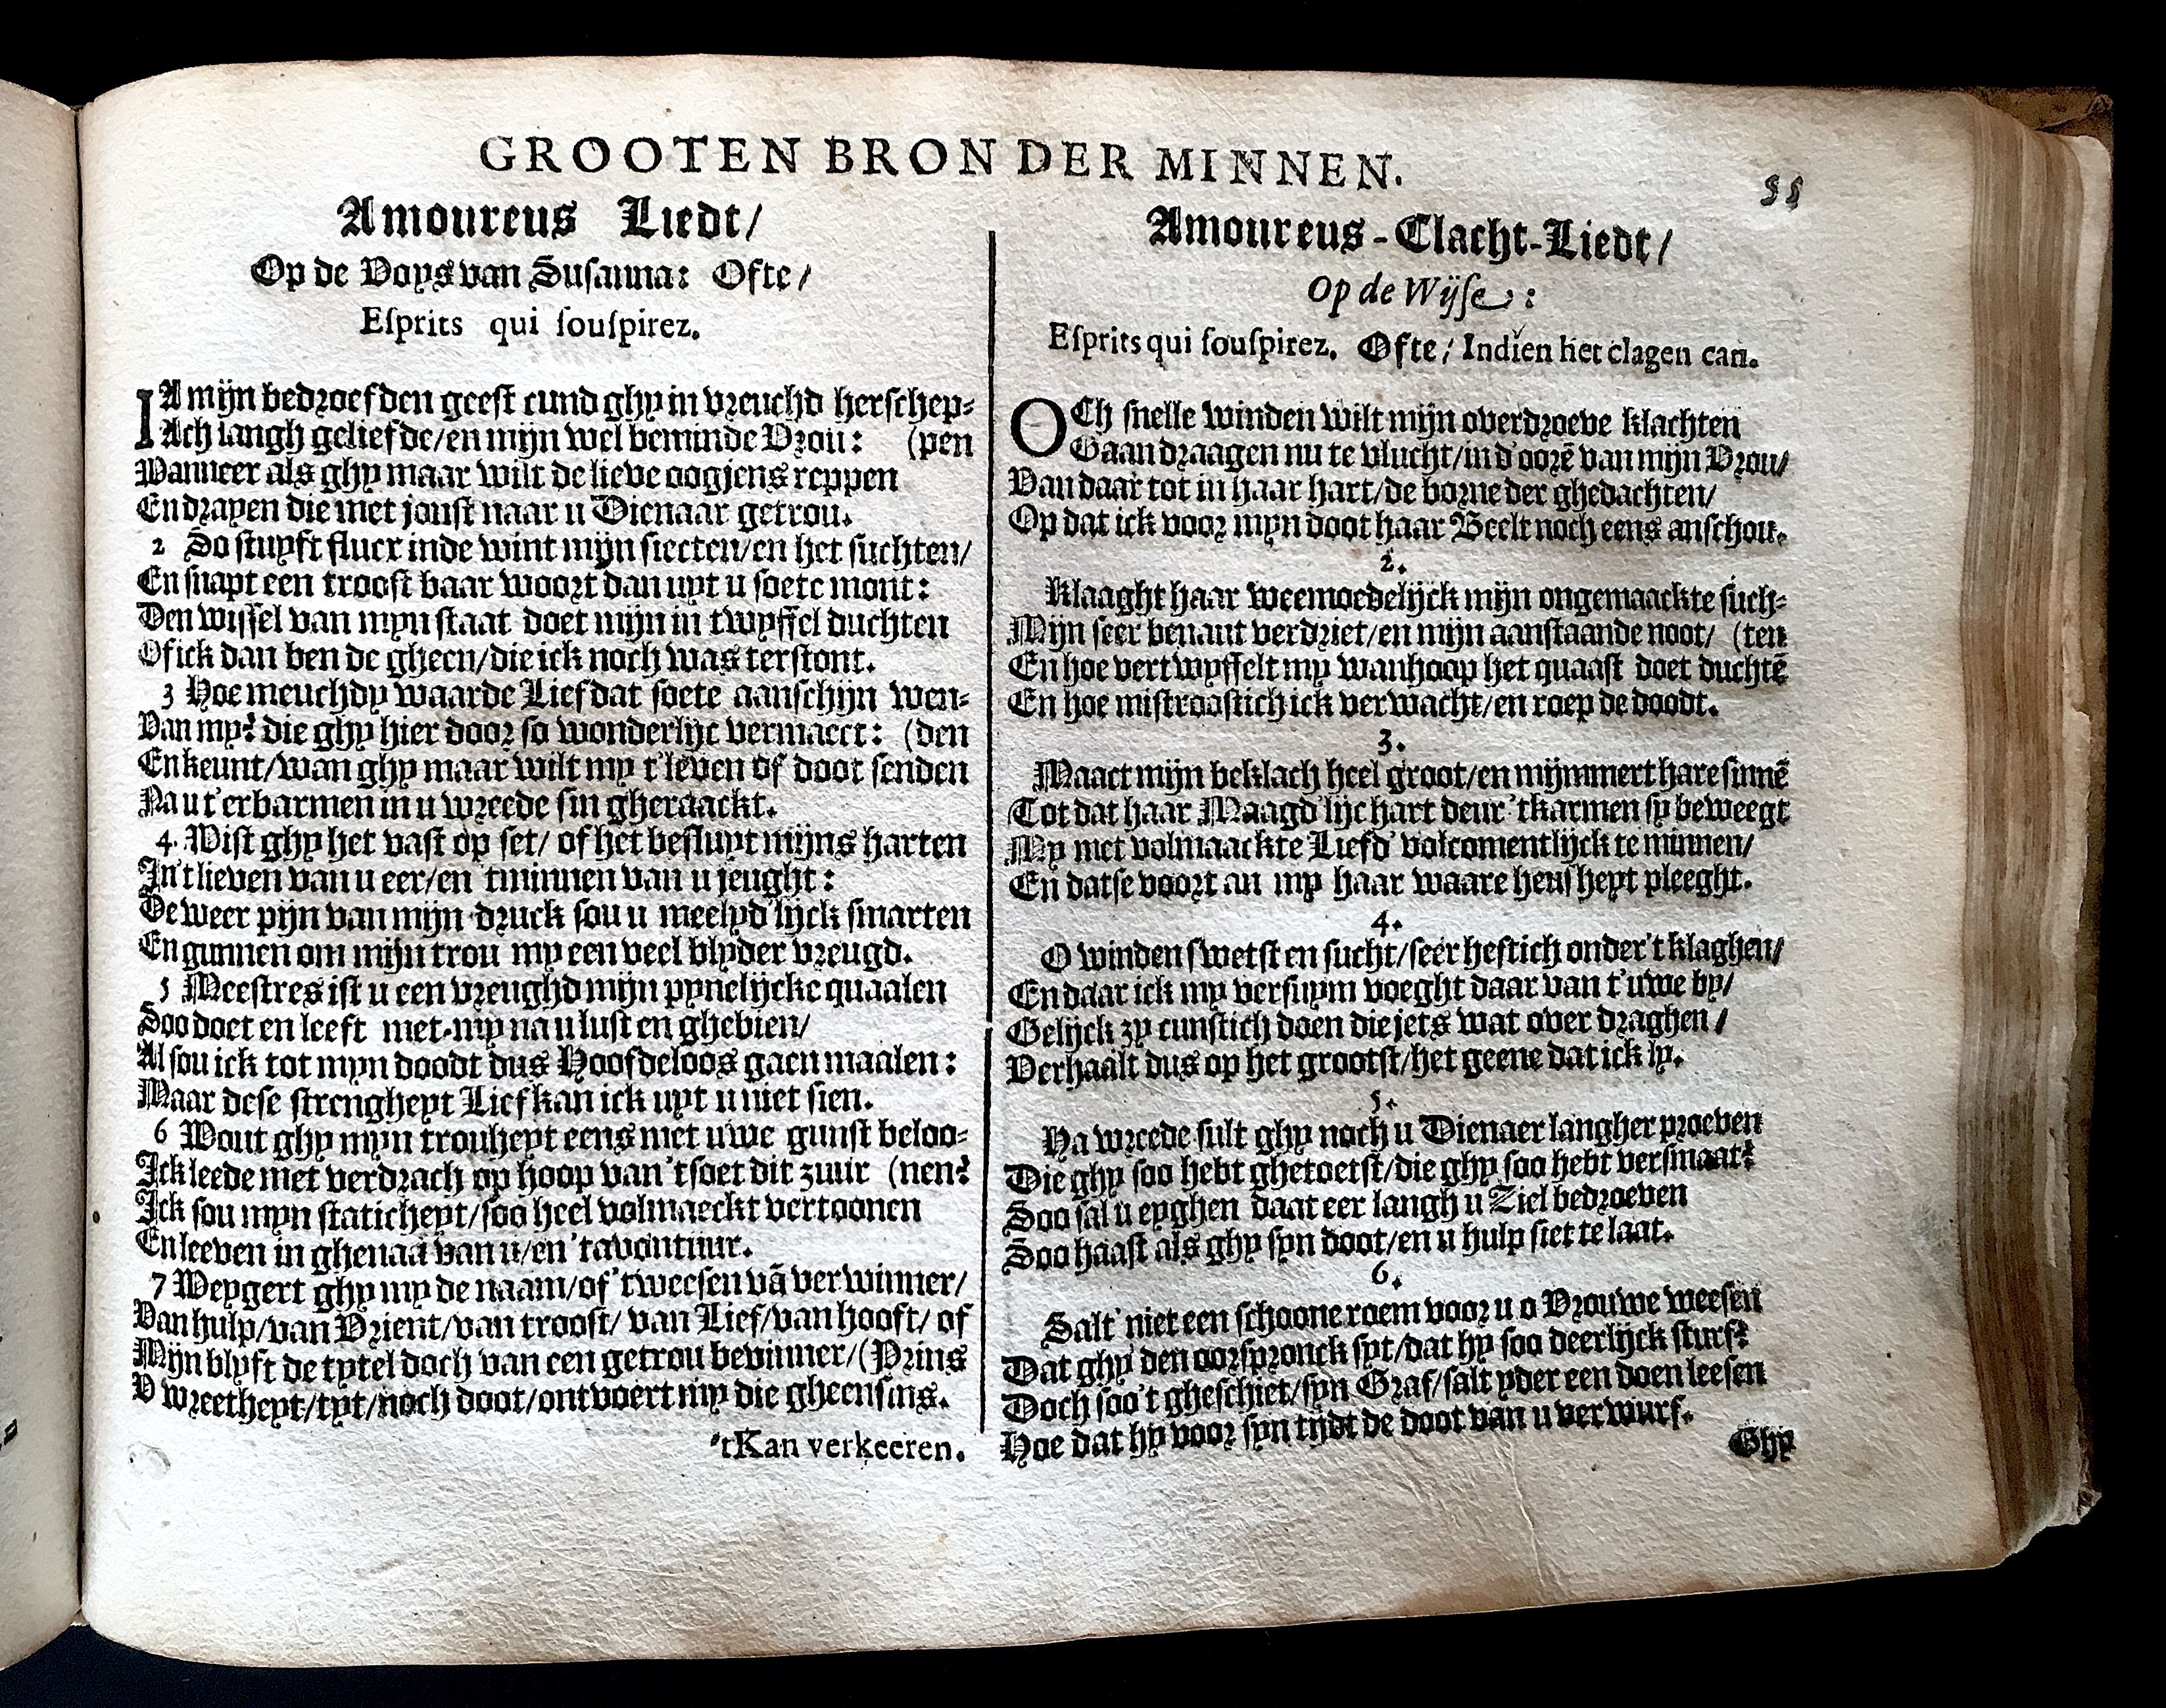 GROOTEN BRON DER MINNEN.
55
Amoureus Liedt/
Op de Voys van Susanna: Ofte/
Eſprits qui ſouſpirez.
IA mijn bedroefden geest cund ghy in vreuchd herschep-
Ach langh geliefde/en mijn wel beminde Vrou: (pen
Wanneer als ghy maar wilt de lieve oogjens reppen
En drayen die met jonst naar u Dienaar getrou.
2 So stuyft flucx inde wint mijn siecten/en het suchten/
En snapt een troost baar woort dan uyt u soete mont:
Den wissel van myn staat doet mijn in twyffel duchten
Of ick dan ben de gheen/die ick noch was terstont.
3 Hoe meuchdy waarde Lief dat soete aanschijn wen-
Van my? die ghy hier door so wonderlijc vermaect: (den
En keunt/wan ghy maar wilt my t'leven of doot senden
Na u t'erbarmen in u wreede sin gheraackt.
4. Wist ghy het vast op set/ of het besluyt mijns harten
In't lieven van u eer/en tminnen van u jeught:
De weer pijn van mijn druck sou u meelyd'lijck smarten
En gunnen om mijn trou my een veel blyder vreugd.
5 Meestres ist u een vreughd mijn pynelijcke quaalen
Soo doet en leeft met my na u lust en ghebien/
Al sou ick tot myn doodt dus Hoofdeloos gaen maalen:
Maar dese strengheyt Lief kan ick uyt u niet sien.
6 Wout ghy myn trouheyt eens met uwe gunst beloo-
Ick leede met verdrach op hoop van 'tsoet dit zuur (nen?
Ick sou myn staticheyt/soo heel volmaeckt vertoonen
En leeven in ghenaa van u/en 'tavontuur.
7 Weygert ghy my de naam/of 'tweesen vā verwinner/
Van hulp/van Vrient/van troost/ van Lief/van hooft/ of
Mijn blyft de tytel doch van een getrou beminner/(Prins
V wreetheyt/tyt/noch doot/ontvoert my die gheensins.
'tKan verkeeren.
Amoureus-Clacht-Liedt/
Op de Wijſe:
Eſprits qui ſouſpirez. Ofte/ Indien het clagen can.
OCh snelle winden wilt mijn overdroeve klachten
Gaan draagen nu te vlucht/in d'oorē van mijn Vrou/
Van daar tot in haar hart/de borne der ghedachten/
Op dat ick voor myn doot haar Beelt noch eens anschou.
2.
Klaaght haar weemoedelijck mijn ongemaackte such-
Mijn seer benaut verdriet/en mijn aanstaande noot/ (ten
En hoe vertwyffelt my wanhoop het quaast doet duchtē
En hoe mistroostich ick verwacht/en roep de doodt.
3.
Maact mijn beklach heel groot/en mijmmert hare sinnē
Tot dat haar Maagd'lijc hart deur 'tkarmen sy beweegt
My met volmaackte Liefd' volcomentlijck te minnen/
En datse voort an my haar waare heusheyt pleeght.
4.
O winden swetst en sucht/seer heftich onder't klaghen/
En daar ick my versuym voeght daar van t'uwe by/
Gelijck zy cunstich doen die jets wat over draghen/
Verhaalt dus op het grootst/het geene dat ick ly.
5.
Ha wreede sult ghy noch u Dienaer langher proeven
Die ghy soo hebt ghetoetst/die ghy soo hebt versmaat?
Soo sal u eyghen daat eer langh u Ziel bedroeven
Soo haast als ghy syn doot/en u hulp siet te laat.
6.
Salt' niet een schoone roem voor u o Vrouwe weesen
Dat ghy den oorspronck syt/dat hy soo deerlijck sturf?
Doch soo't gheschiet/syn Graf/salt yder een doen leesen
Hoe dat hy voor syn tijdt de doot van u verwurf.
Ghy